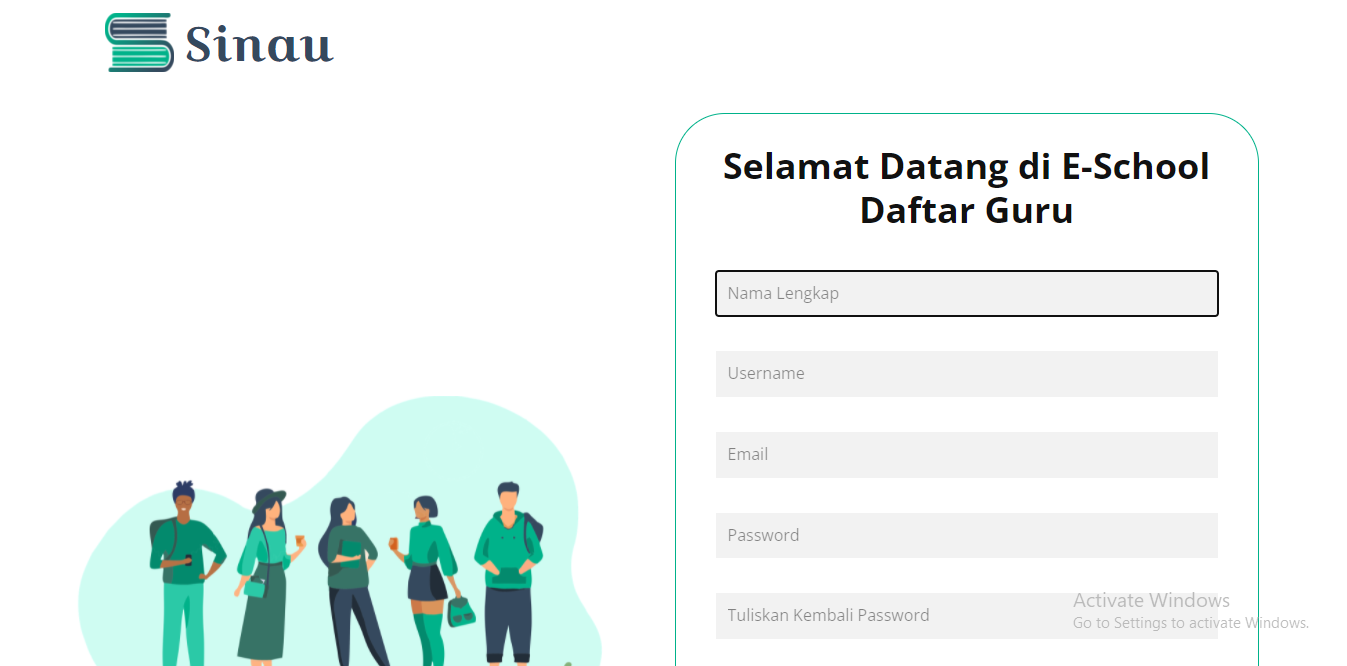 Sinau
Selamat Datang di E-School
Daftar Guru
Nama Lengkap
Username
Email
Password
Tuliskan Kembali Password
Activate Windows
Go to Settings to activate Windows.